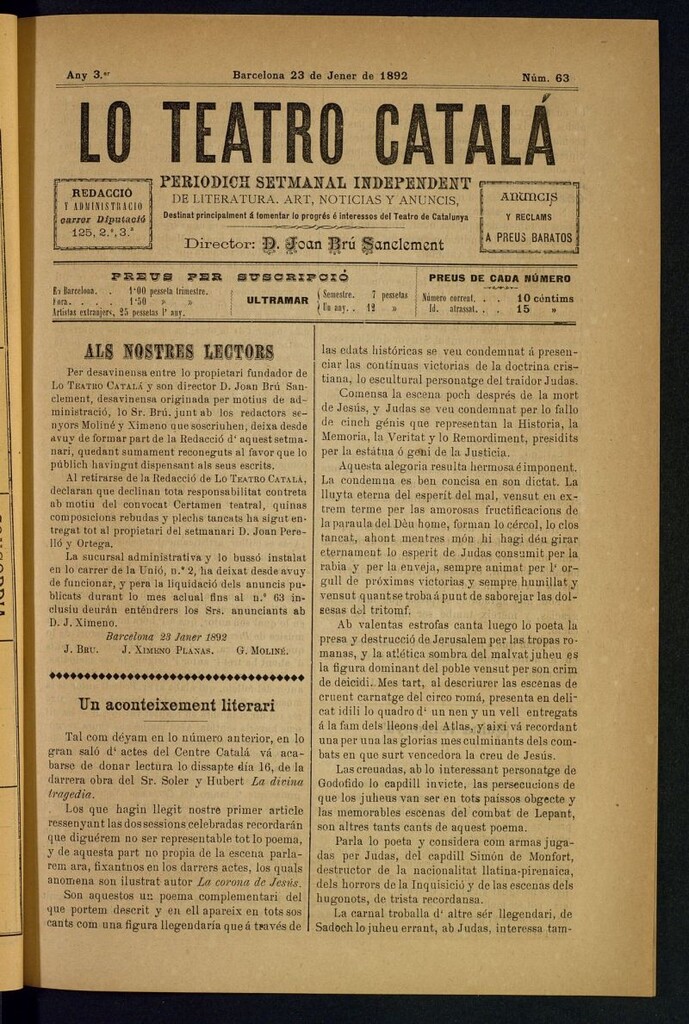 Any 3.er
Barcelona 23 de Jener de 1892
Núm. 63
LO TEATRO CATALÁ
REDACCIÓ
Y ADMINISTRACIÓ
carrer Diputació
125, 2.ª, 3.ª
PERIODICH SETMANAL INDEPENDENT
DE LITERATURA, ART, NOTICIAS Y ANUNCIS,
Destinat principalment á fomentar lo progrés é interessos del Teatro de Catalunya
Director: D. Joan Brú Sanclement
ANUNCIS
Y RECLAMS
A PREUS BARATOS
PREUS PER SUSCRIPCIÓ
En Barcelona. . 1'00 pesseta trimestre.
Fora. . . . 1'50 » »
Artistas extranjers, 25 pessetas l' any.
ULTRAMAR
Semestre. 7 pessetas
Un any. . 12 »
PREUS DE CADA NÚMERO
Número corrent. . . 10 céntims
Id. atrassat. . . 15 »
ALS NOSTRES LECTORS
Per desavinensa entre lo propietari fundador de
LO TEATRO CATALÁ y son director D. Joan Brú San-
clement, desavinensa originada per motius de ad-
ministració, lo Sr. Brú, junt ab los redactors se-
nyors Moliné y Ximeno que soscriuhen, deixa desde
avuy de formar part de la Redacció d' aquest setma-
nari, quedant sumament reconeguts al favor que lo
públich havingut dispensant als seus escrits.
Al retirarse de la Redacció de LO TEATRO CATALÁ,
declaran que declinan tota responsabilitat contreta
ab motiu del convocat Certamen teatral, quinas
composicions rebudas y plechs tancats ha sigut en-
tregat tot al propietari del setmanari D. Joan Pere-
lló y Ortega.
La sucursal administrativa y lo bussó instalat
en lo carrer de la Unió, n.º 2, ha deixat desde avuy
de funcionar, y pera la liquidació dels anuncis pu-
blicats durant lo mes actual fins al n.º 63 in-
clusiu deurán enténdrers los Srs. anunciants ab
D. J. Ximeno.
Barcelona 23 Janer 1892
J. BRU. J. XIMENO PLANAS. G. MOLINÉ.
Un aconteixement literari
Tal com déyam en lo número anterior, en lo
gran saló d' actes del Centre Catalá vá aca-
barse de donar lectura lo dissapte día 16, de la
darrera obra del Sr. Soler y Hubert La divina
tragedia.
Los que hagin llegit nostre primer article
ressenyant las dos sessions celebradas recordarán
que diguérem no ser representable tot lo poema,
y de aquesta part no propia de la escena parla-
rem ara, fixantnos en los darrers actes, los quals
anomena son ilustrat autor La corona de Jesús.
Son aquestos un poema complementari del
que portem descrit y en ell apareix en tots sos
cants com una figura llegendaría que á través de
las edats históricas se veu condemnat á presen-
ciar las contínuas victorias de la doctrina cris-
tiana, lo escultural personatge del traidor Judas.
Comensa la escena poch després de la mort
de Jesús, y Judas se veu condemnat per lo fallo
de cinch génis que representan la Historia, la
Memoria, la Veritat y lo Remordiment, presidits
per la estátua ó geni de la Justicia.
Aquesta alegoria resulta hermosa é imponent.
La condemna es ben concisa en son dictat. La
lluyta eterna del esperit del mal, vensut en ex-
trem terme per las amorosas fructificacions de
la paraula del Dèu home, forman lo cércol, lo clos
tancat, ahont mentres món hi hagi déu girar
eternament lo esperit de Judas consumit per la
rabia y per la enveja, sempre animat per l' or-
gull de próximas victorias y sempre humillat y
vensut quant se troba á punt de saborejar las dol-
sesas del tritomf.
Ab valentas estrofas canta luego lo poeta la
presa y destrucció de Jerusalem per las tropas ro-
manas, y la atlética sombra del malvat juheu es
la figura dominant del poble vensut per son crim
de deicidi. Mes tart, al descriurer las escenas de
cruent carnatge del circo romá, presenta en deli-
cat idili lo quadro d' un nen y un vell entregats
á la fam dels lleons del Atlas, y així vá recordant
una per una las glorias mes culminants dels com-
bats en que surt vencedora la creu de Jesús.
Las creuadas, ab lo interessant personatge de
Godofido lo capdill invicte, las persecucions de
que los juheus van ser en tots paissos obgecte y
las memorables escenas del combat de Lepant,
son altres tants cants de aquest poema.
Parla lo poeta y considera com armas juga-
das per Judas, del capdill Simón de Monfort,
destructor de la nacionalitat llatina-pirenaica,
dels horrors de la Inquisició y de las escenas dels
hugonots, de trista recordansa.
La carnal troballa d' altre sér llegendari, de
Sadoch lo juheu errant, ab Judas, interessa tam-